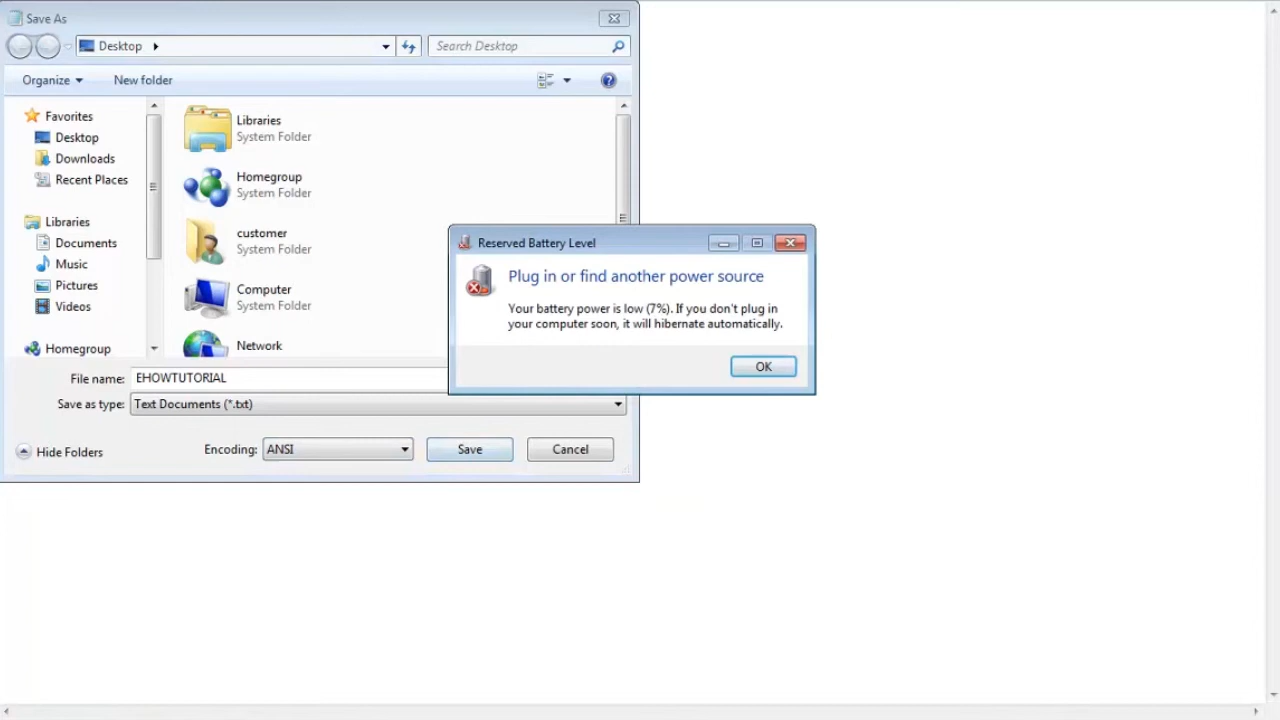 Save As
Desktop
Search Desktop
Organize
New folder
Favorites
Desktop
Downloads
Recent Places
Libraries
Documents
Music
Pictures
Videos
Homegroup
Libraries
System Folder
Homegroup
System Folder
customer
System Folder
Computer
System Folder
Network
File name: EHOWTUTORIAL
Save as type: Text Documents (*.txt)
Hide Folders
Encoding: ANSI
Save
Cancel
Reserved Battery Level
Plug in or find another power source
Your battery power is low (7%). If you don't plug in
your computer soon, it will hibernate automatically.
OK